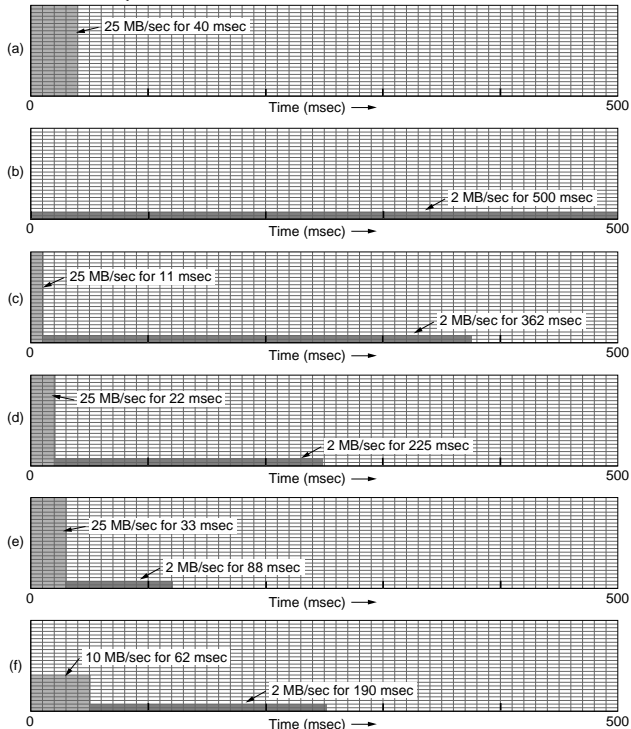 25 MB/sec for 40 msec
(a)
0 Time (msec) 500
(b)
2 MB/sec for 500 msec
0 Time (msec) 500
25 MB/sec for 11 msec
(c)
2 MB/sec for 362 msec
0 Time (msec) 500
25 MB/sec for 22 msec
(d)
2 MB/sec for 225 msec
0 Time (msec) 500
25 MB/sec for 33 msec
(e)
2 MB/sec for 88 msec
0 Time (msec) 500
10 MB/sec for 62 msec
(f)
2 MB/sec for 190 msec
0 Time (msec) 500